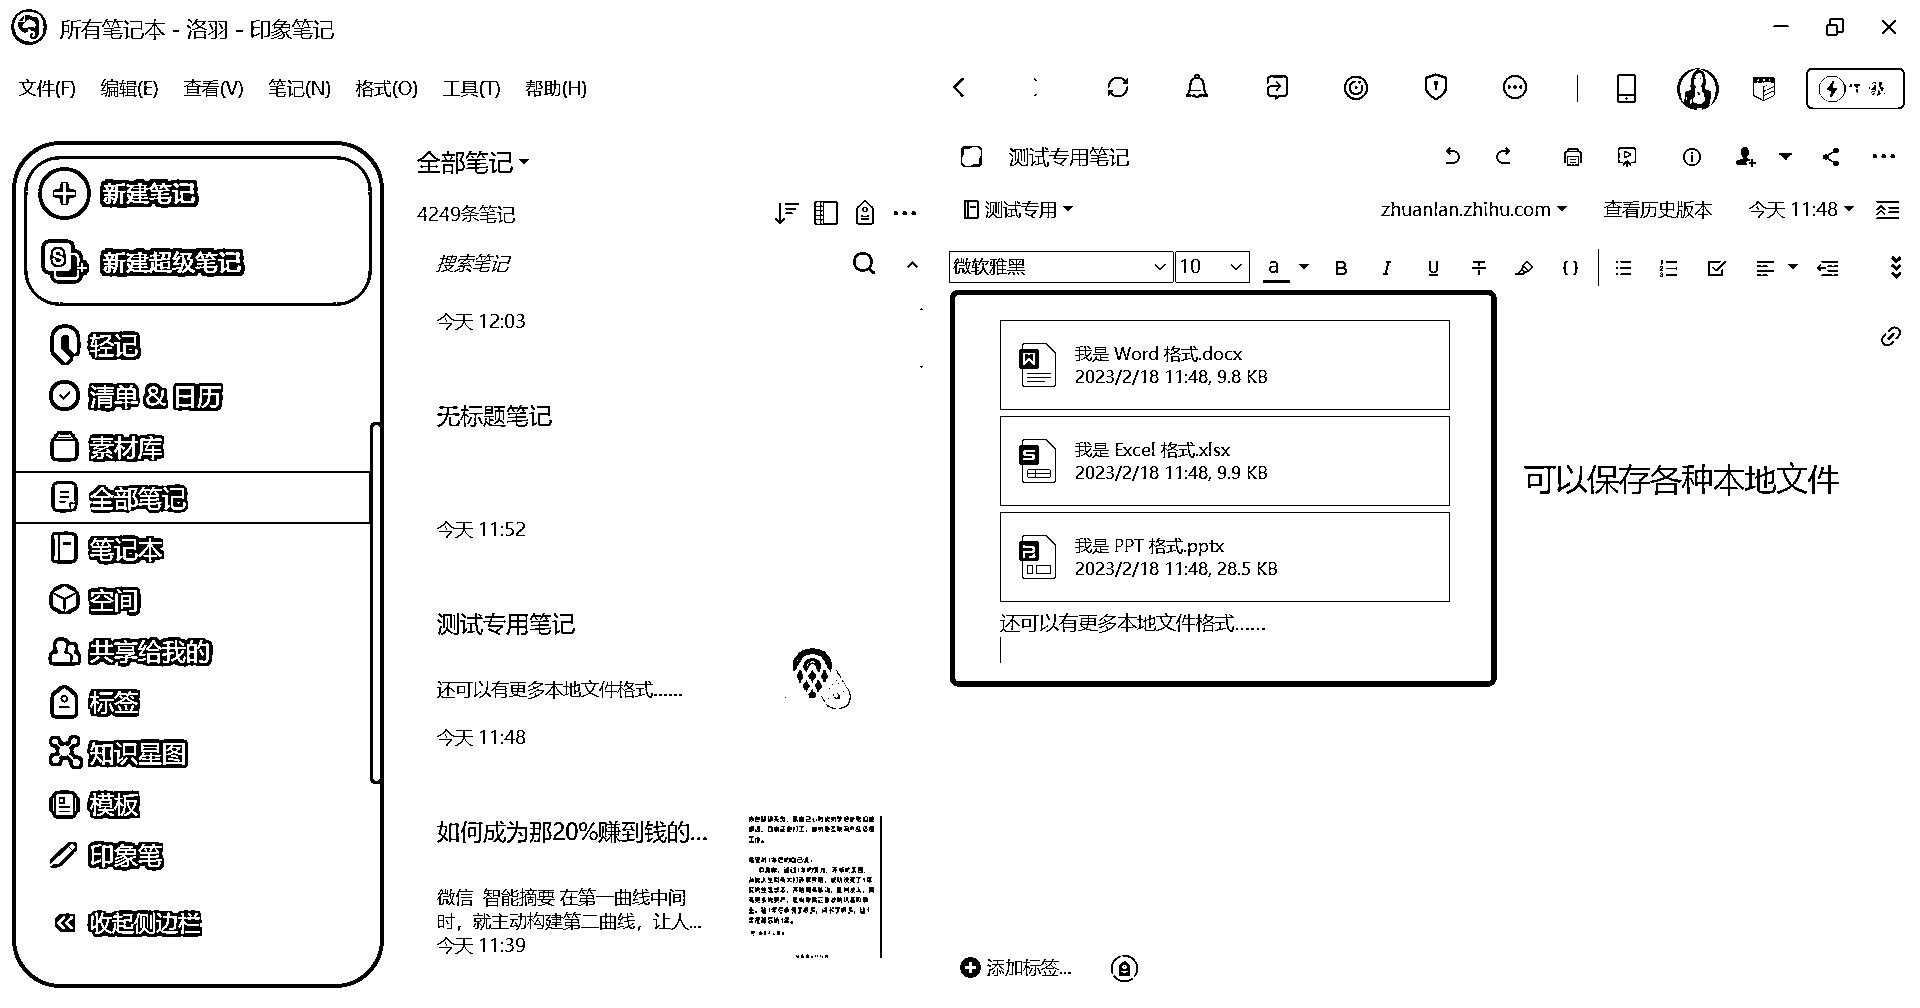 所有笔记本 - 洛羽 - 印象笔记
文件(F) 编辑(E) 查看(V) 笔记(N) 格式(O) 工具(T) 帮助(H)
新建笔记
新建超级笔记
轻记
清单 & 日历
素材库
全部笔记
笔记本
空间
共享给我的
标签
知识星图
模板
印象笔
收起侧边栏
全部笔记
4249条笔记
搜索笔记
今天 12:03
无标题笔记
今天 11:52
测试专用笔记
还可以有更多本地文件格式......
今天 11:48
如何成为那20%赚到钱的...
微信 智能摘要 在第一曲线中间
时，就主动构建第二曲线，让人...
今天 11:39
测试专用笔记
测试专用 zhuanlan.zhihu.com 查看历史版本 今天 11:48
微软雅黑 10
我是 Word 格式.docx
2023/2/18 11:48, 9.8 KB
我是 Excel 格式.xlsx
2023/2/18 11:48, 9.9 KB
我是 PPT 格式.pptx
2023/2/18 11:48, 28.5 KB
还可以有更多本地文件格式......
可以保存各种本地文件
添加标签...